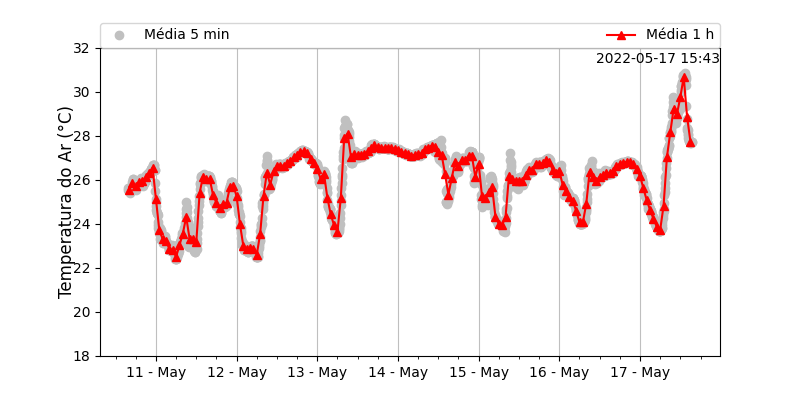 Média 5 min
Média 1 h
2022-05-17 15:43
Temperatura do Ar (°C)
32
30
28
26
24
22
20
18
11 - May
12 - May
13 - May
14 - May
15 - May
16 - May
17 - May